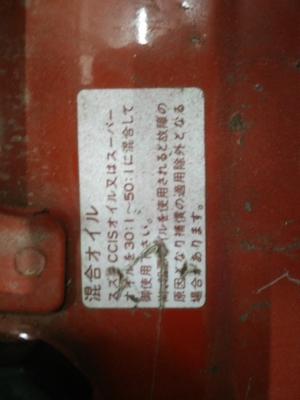 混合オイル
スズキCCISオイル又はスーパー
オイルを30:1〜50:1に混合して
御使用下さい。
オイルを使用されると故障の
原因となり補償の適用除外となる
場合があります。